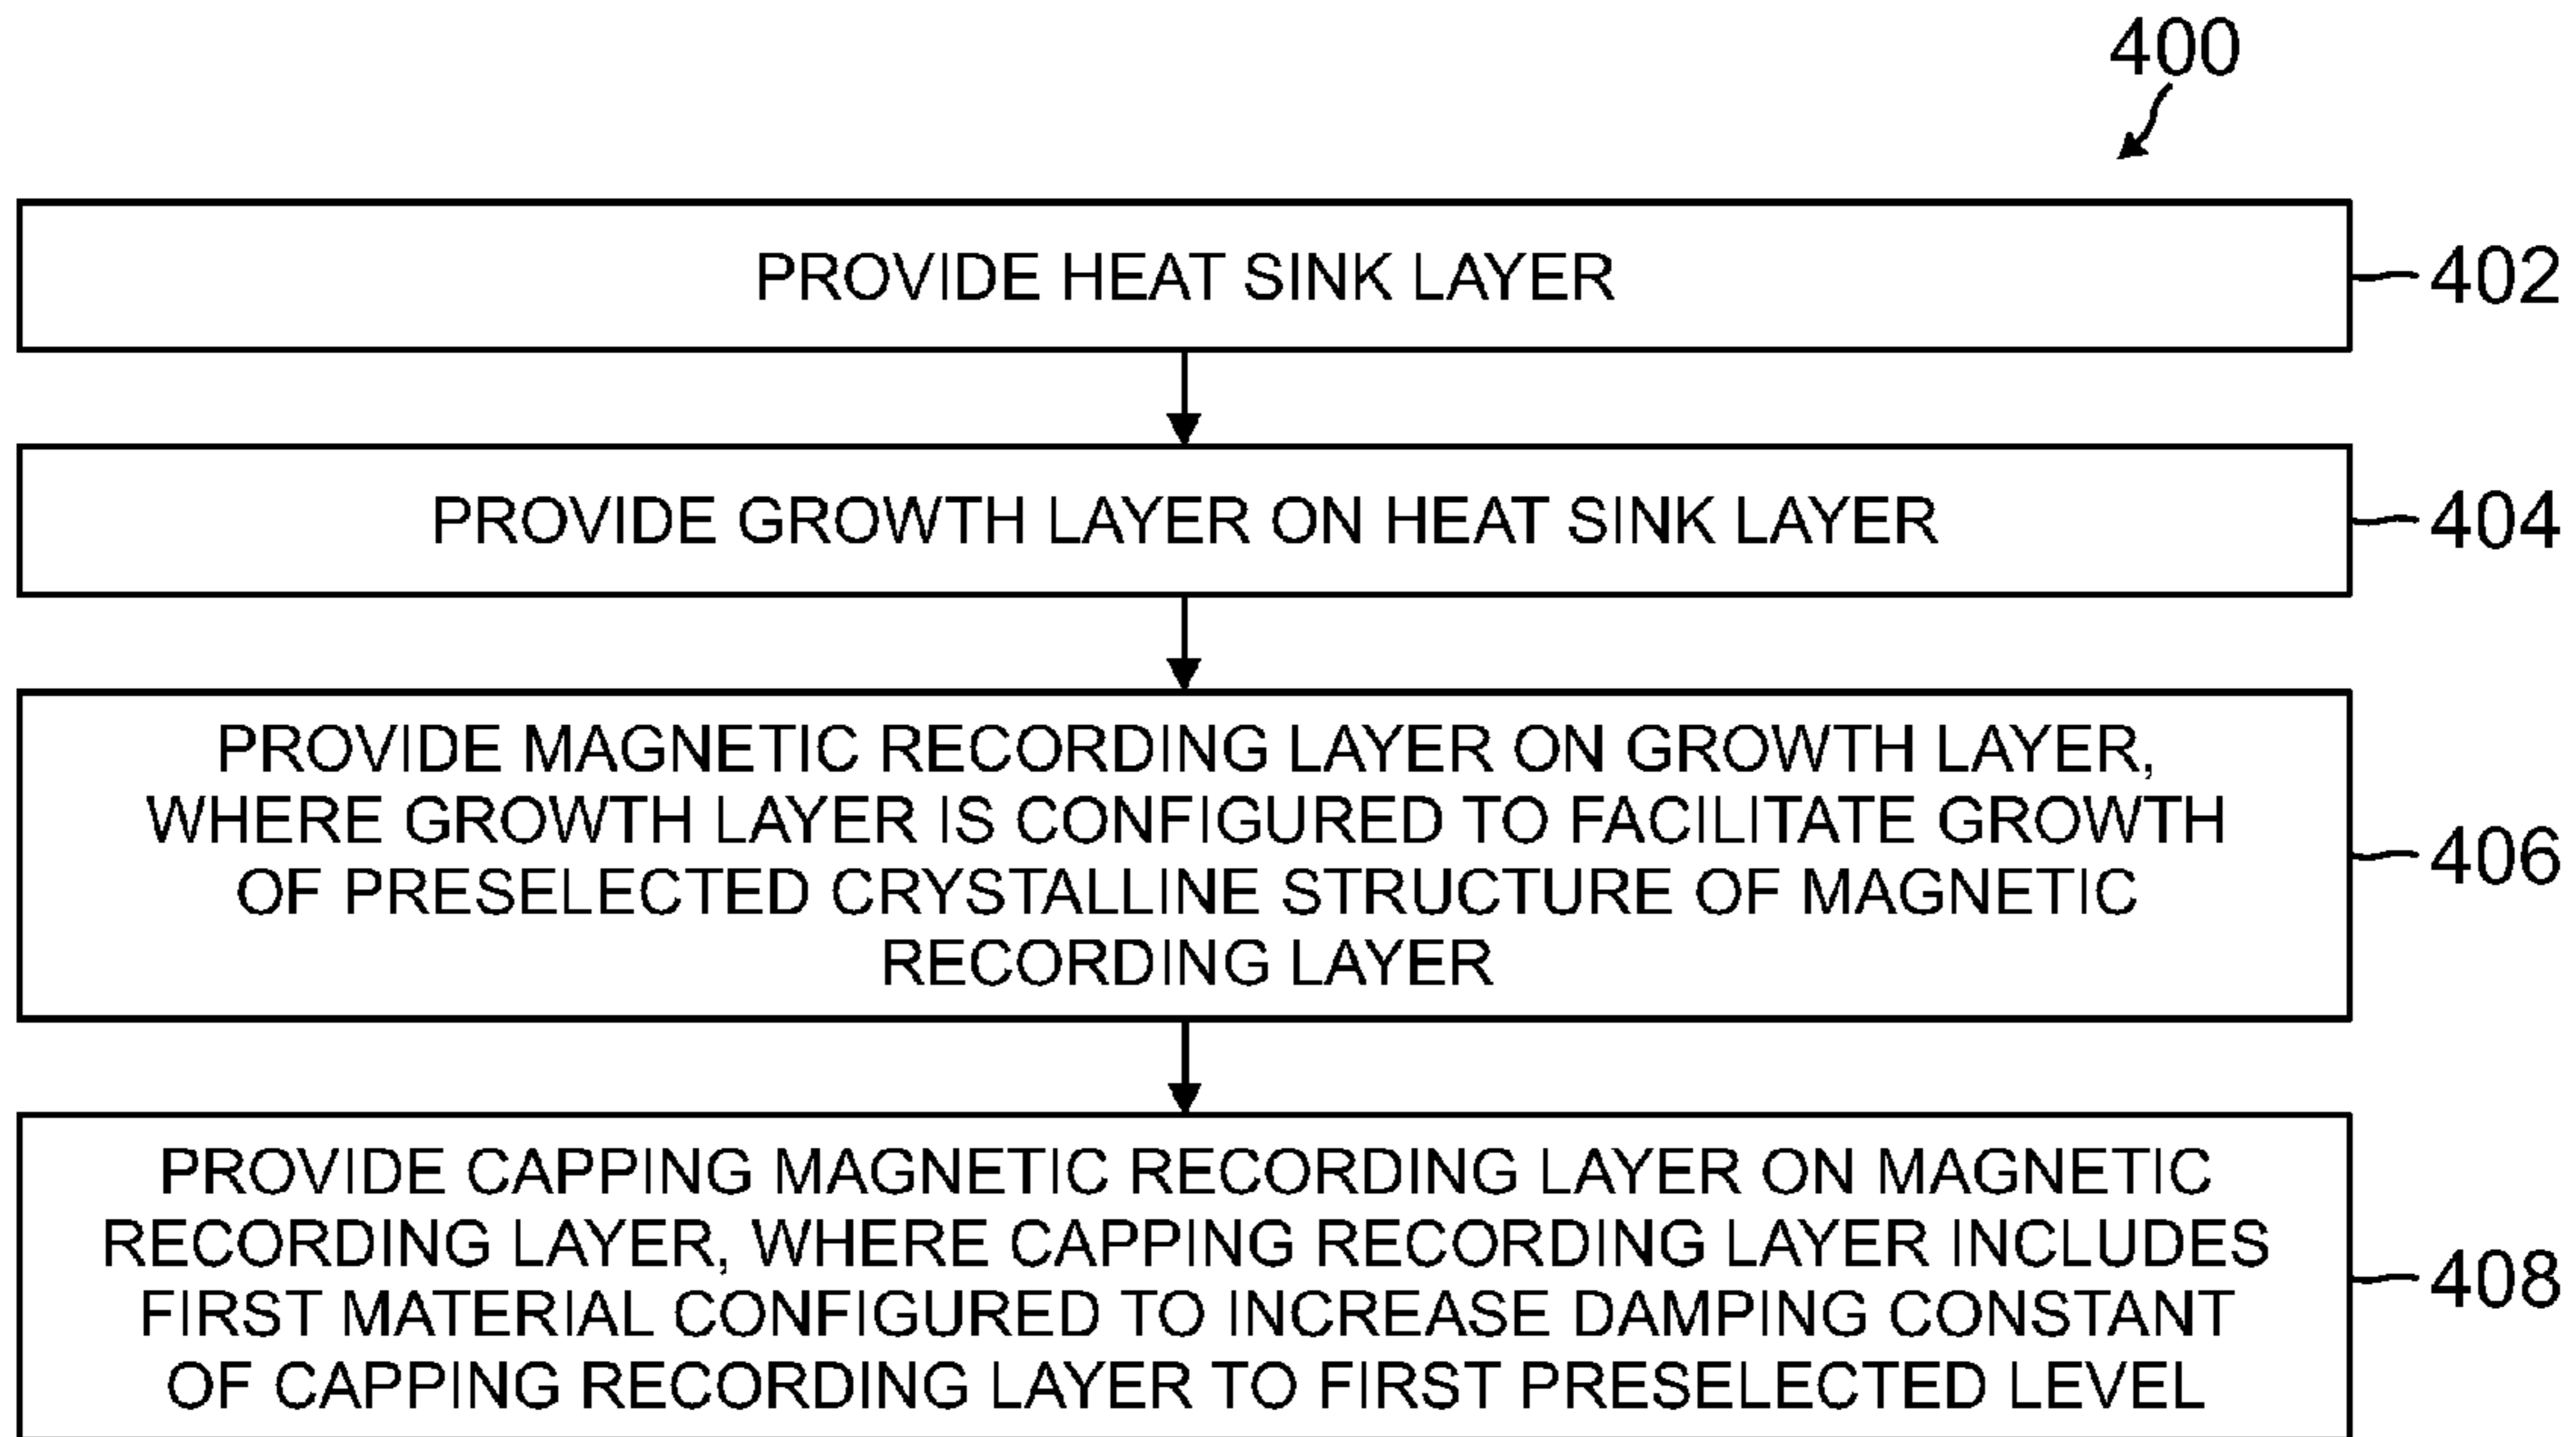 400
PROVIDE HEAT SINK LAYER
402
PROVIDE GROWTH LAYER ON HEAT SINK LAYER
404
PROVIDE MAGNETIC RECORDING LAYER ON GROWTH LAYER,
WHERE GROWTH LAYER IS CONFIGURED TO FACILITATE GROWTH
OF PRESELECTED CRYSTALLINE STRUCTURE OF MAGNETIC
RECORDING LAYER
406
PROVIDE CAPPING MAGNETIC RECORDING LAYER ON MAGNETIC
RECORDING LAYER, WHERE CAPPING RECORDING LAYER INCLUDES
FIRST MATERIAL CONFIGURED TO INCREASE DAMPING CONSTANT
OF CAPPING RECORDING LAYER TO FIRST PRESELECTED LEVEL
408